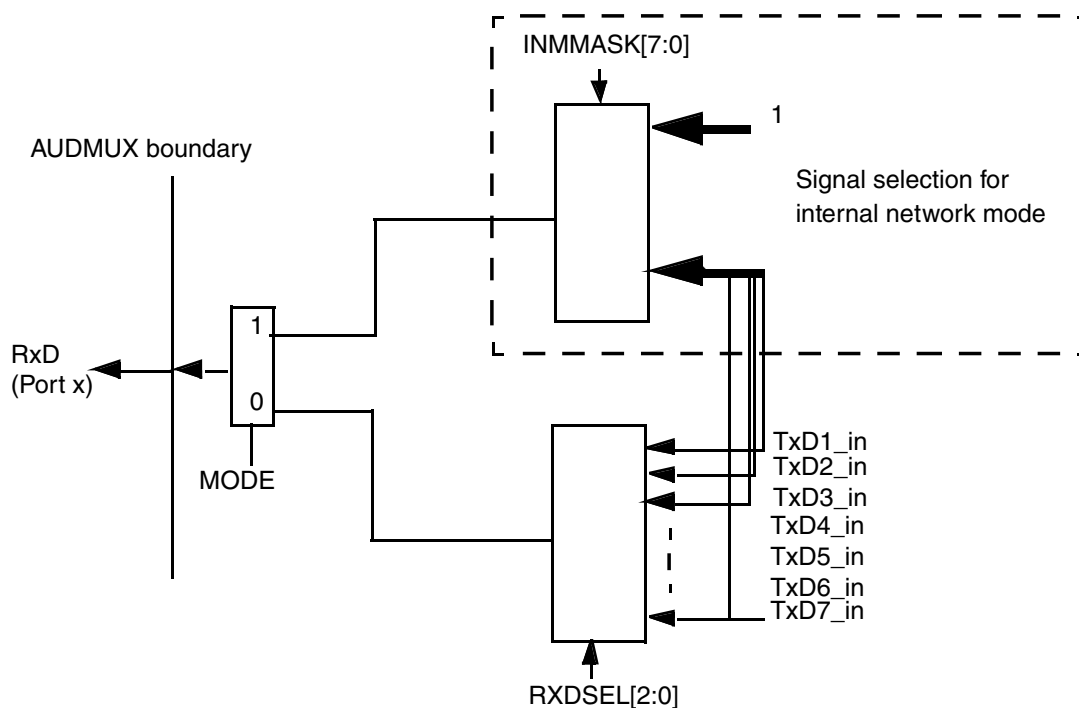 INMMASK[7:0]
1
AUDMUX boundary
Signal selection for
internal network mode
1
RxD
(Port x)
0
MODE
TxD1_in
TxD2_in
TxD3_in
TxD4_in
TxD5_in
TxD6_in
TxD7_in
RXDSEL[2:0]